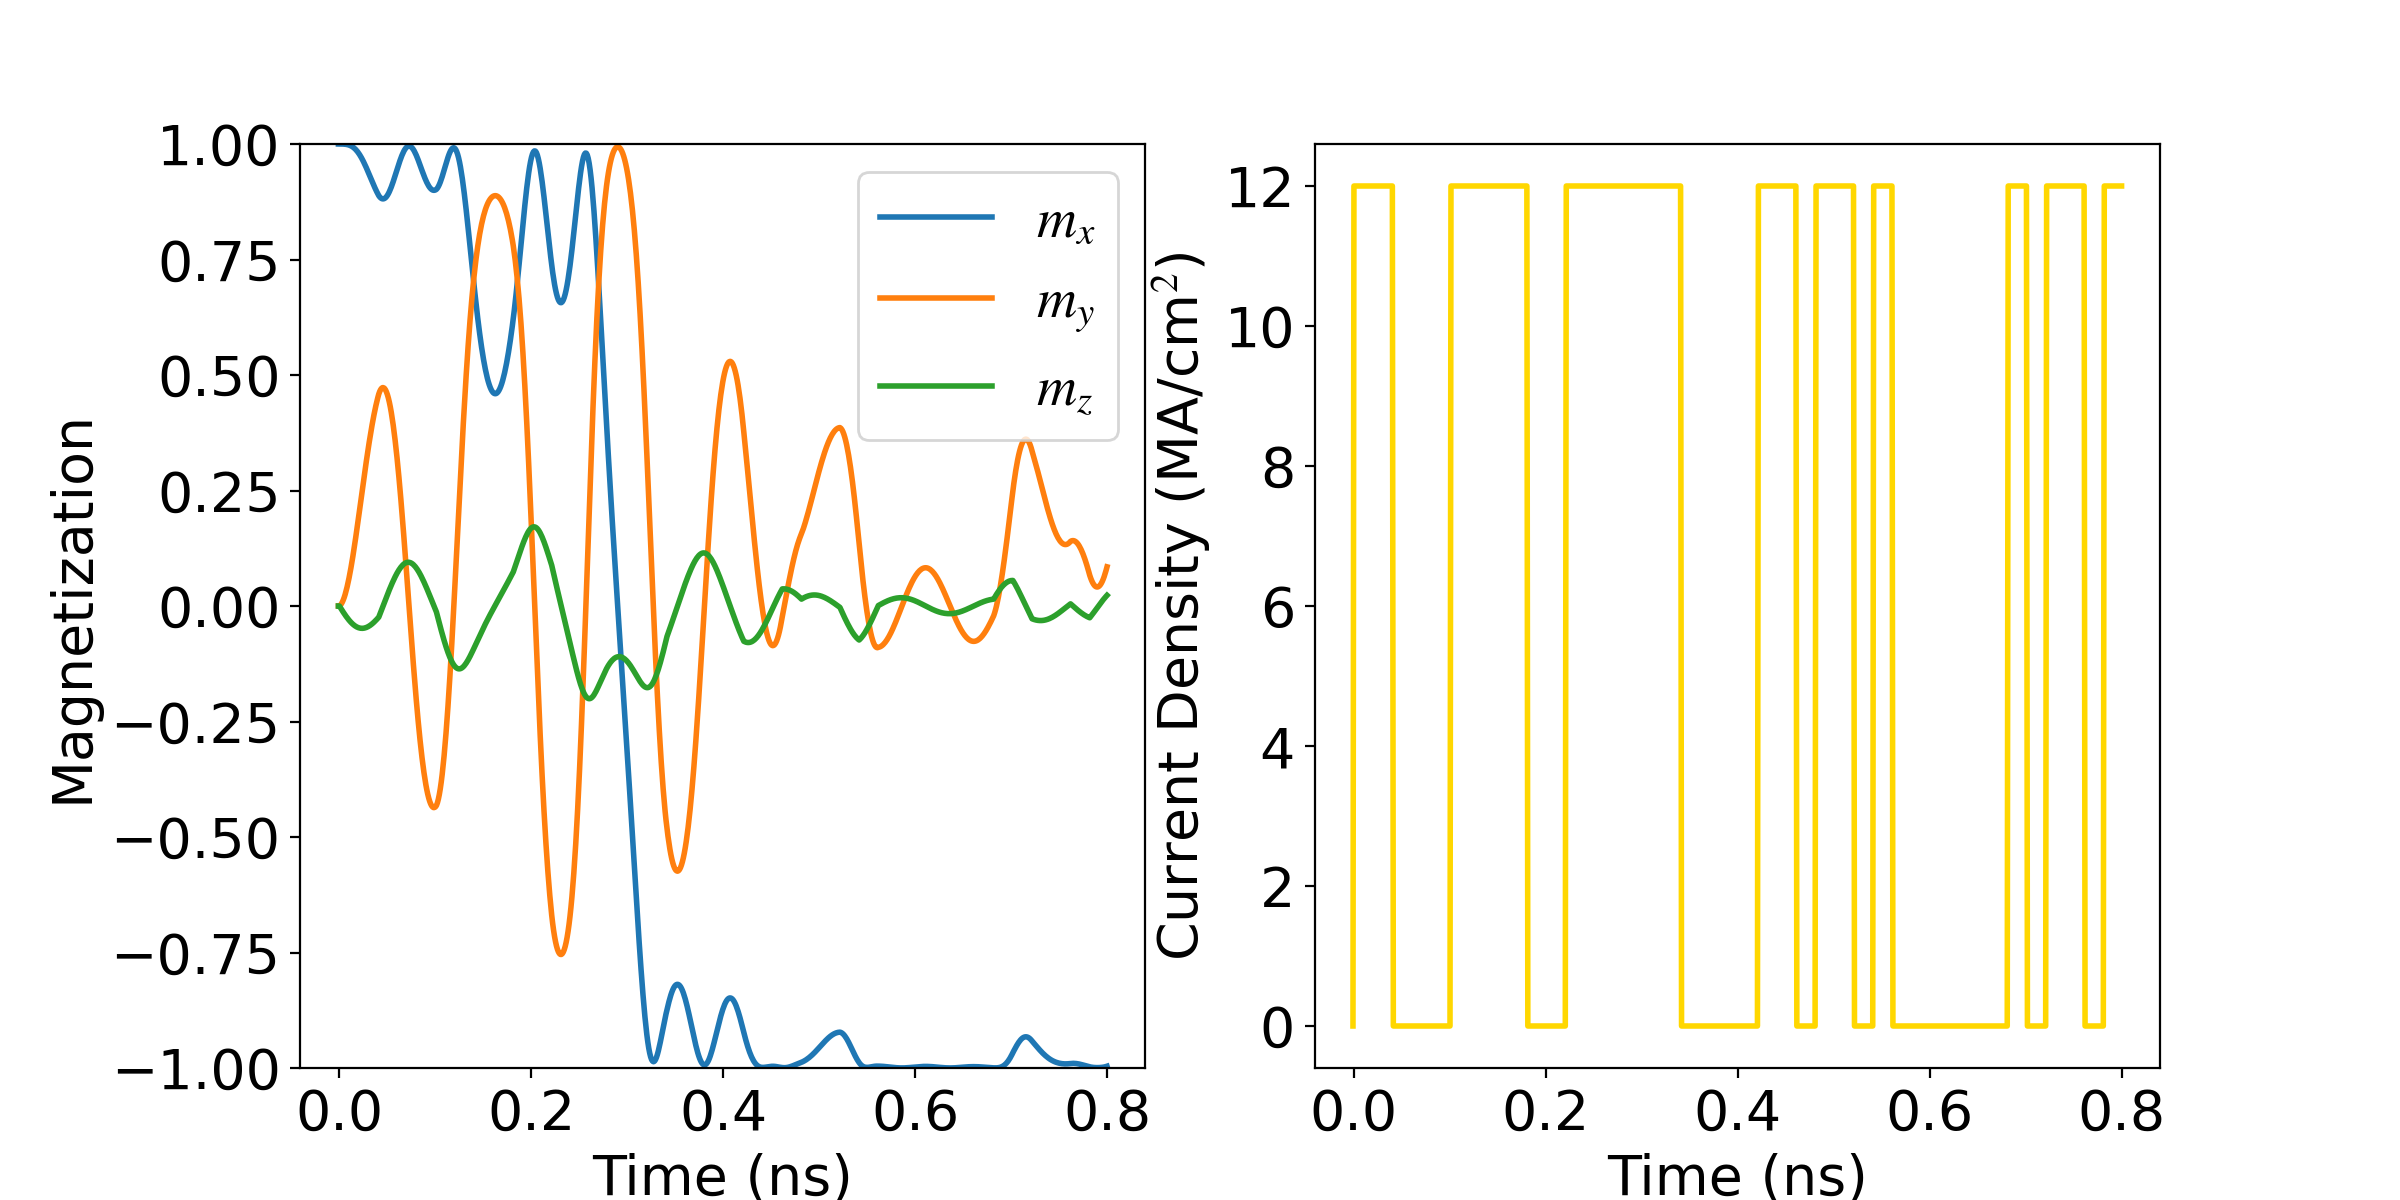 Magnetization
1.00
0.75
0.50
0.25
0.00
−0.25
−0.50
−0.75
−1.00
0.0 0.2 0.4 0.6 0.8
Time (ns)
m_x
m_y
m_z
Current Density (MA/cm²)
12
10
8
6
4
2
0
0.0 0.2 0.4 0.6 0.8
Time (ns)